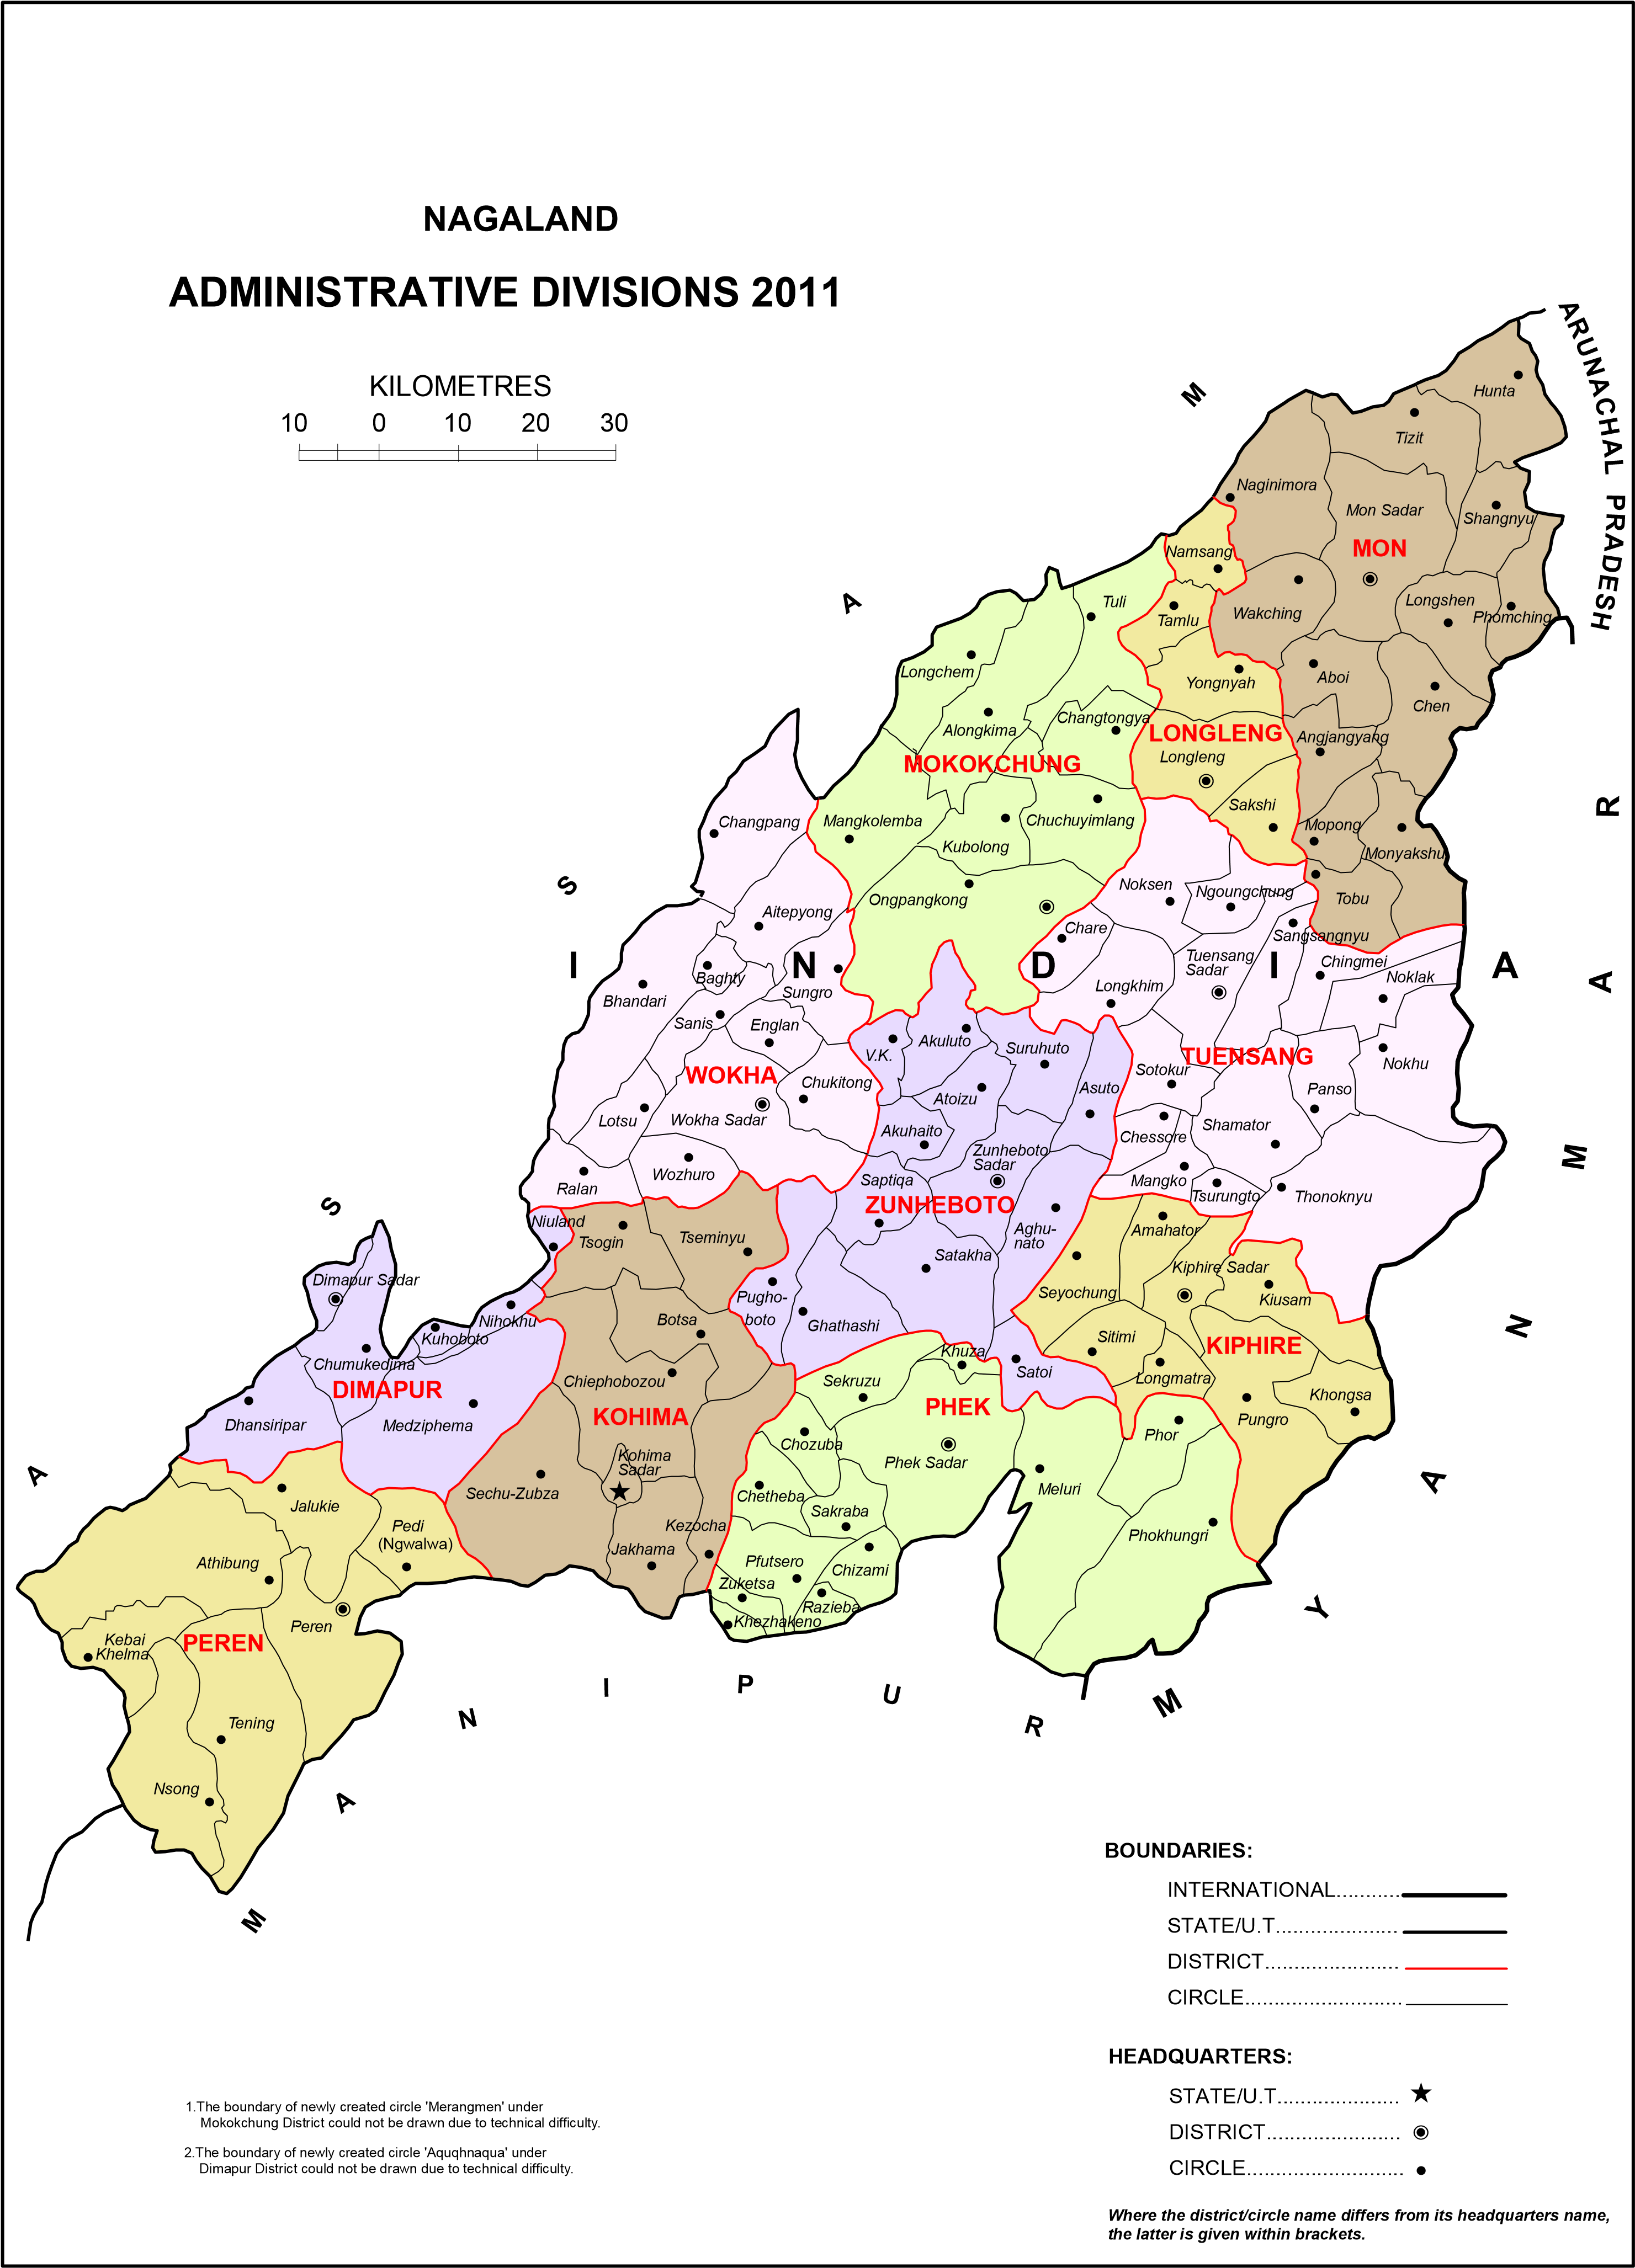 NAGALAND
ADMINISTRATIVE DIVISIONS 2011
KILOMETRES
10 0 10 20 30
ARUNACHAL PRADESH
ASSAM
MANIPUR
MYANMAR
INDIA
MON
Hunta
Tizit
Naginimora
Mon Sadar
Shangnyu
Wakching
Longshen
Phomching
Aboi
Chen
Angjangyang
Mopong
Monyakshu
Tobu
LONGLENG
Namsang
Tamlu
Yongnyah
Longleng
Sakshi
MOKOKCHUNG
Tuli
Longchem
Alongkima
Changtongya
Mangkolemba
Kubolong
Chuchuyimlang
Ongpangkong
TUENSANG
Noksen
Ngoungchung
Chare
Sangsangnyu
Tuensang
Sadar
Chingmei
Noklak
Longkhim
Nokhu
Sotokur
Panso
Chessore
Shamator
Mangko
Tsurungto
Thonoknyu
WOKHA
Changpang
Aitepyong
Baghty
Bhandari
Sungro
Sanis
Englan
Chukitong
Lotsu
Wokha Sadar
Wozhuro
Ralan
ZUNHEBOTO
V.K.
Akuluto
Suruhuto
Atoizu
Asuto
Akuhaito
Zunheboto
Sadar
Saptiqa
Aghu-
nato
Satakha
Pugho-
boto
Ghathashi
Satoi
KIPHIRE
Amahator
Kiphire Sadar
Seyochung
Kiusam
Sitimi
Longmatra
Pungro
Khongsa
DIMAPUR
Niuland
Dimapur Sadar
Nihokhu
Kuhoboto
Chumukedima
Dhansiripar
Medziphema
KOHIMA
Tsogin
Tseminyu
Botsa
Chiephobozou
Kohima
Sadar
Sechu-Zubza
Kezocha
Jakhama
PHEK
Khuza
Sekruzu
Chozuba
Phek Sadar
Phor
Chetheba
Meluri
Sakraba
Phokhungri
Pfutsero
Chizami
Zuketsa
Razieba
Khezhakeno
PEREN
Jalukie
Pedi
(Ngwalwa)
Athibung
Peren
Kebai
Khelma
Tening
Nsong
BOUNDARIES:
INTERNATIONAL...........
STATE/U.T.....................
DISTRICT.......................
CIRCLE...........................
HEADQUARTERS:
STATE/U.T.....................
DISTRICT.......................
CIRCLE...........................
Where the district/circle name differs from its headquarters name,
the latter is given within brackets.
1.The boundary of newly created circle 'Merangmen' under
Mokokchung District could not be drawn due to technical difficulty.
2.The boundary of newly created circle 'Aquqhnaqua' under
Dimapur District could not be drawn due to technical difficulty.